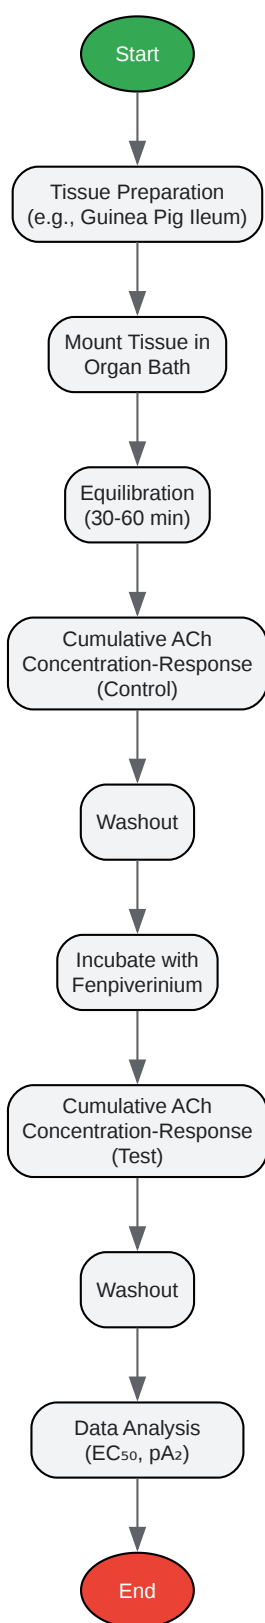 Start
Tissue Preparation
(e.g., Guinea Pig Ileum)
Mount Tissue in
Organ Bath
Equilibration
(30-60 min)
Cumulative ACh
Concentration-Response
(Control)
Washout
Incubate with
Fenpiverinium
Cumulative ACh
Concentration-Response
(Test)
Washout
Data Analysis
(EC₅₀, pA₂)
End